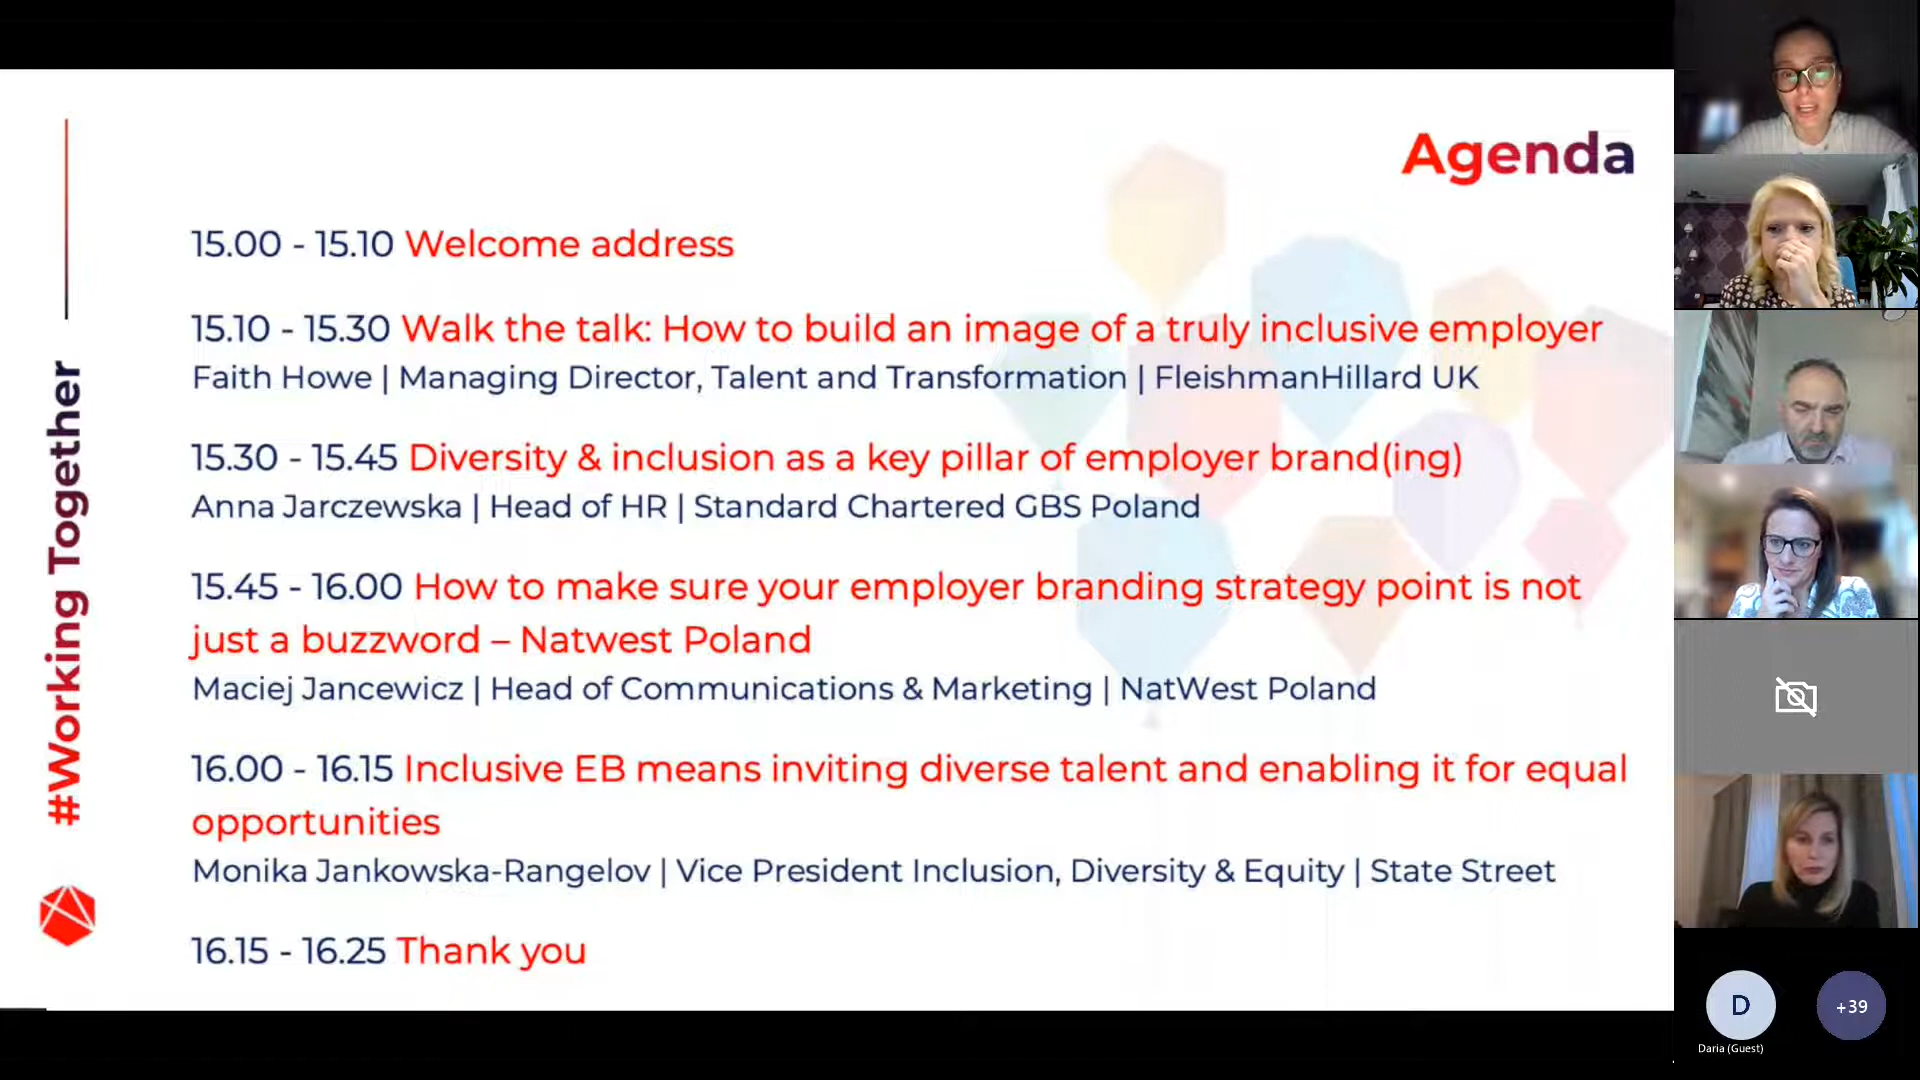 Agenda
15.00 - 15.10 Welcome address
15.10 - 15.30 Walk the talk: How to build an image of a truly inclusive employer
Faith Howe | Managing Director, Talent and Transformation | FleishmanHillard UK
15.30 - 15.45 Diversity & inclusion as a key pillar of employer brand(ing)
Anna Jarczewska | Head of HR | Standard Chartered GBS Poland
15.45 - 16.00 How to make sure your employer branding strategy point is not
just a buzzword – Natwest Poland
Maciej Jancewicz | Head of Communications & Marketing | NatWest Poland
16.00 - 16.15 Inclusive EB means inviting diverse talent and enabling it for equal
opportunities
Monika Jankowska-Rangelov | Vice President Inclusion, Diversity & Equity | State Street
16.15 - 16.25 Thank you
#Working Together
D
Daria (Guest)
+39